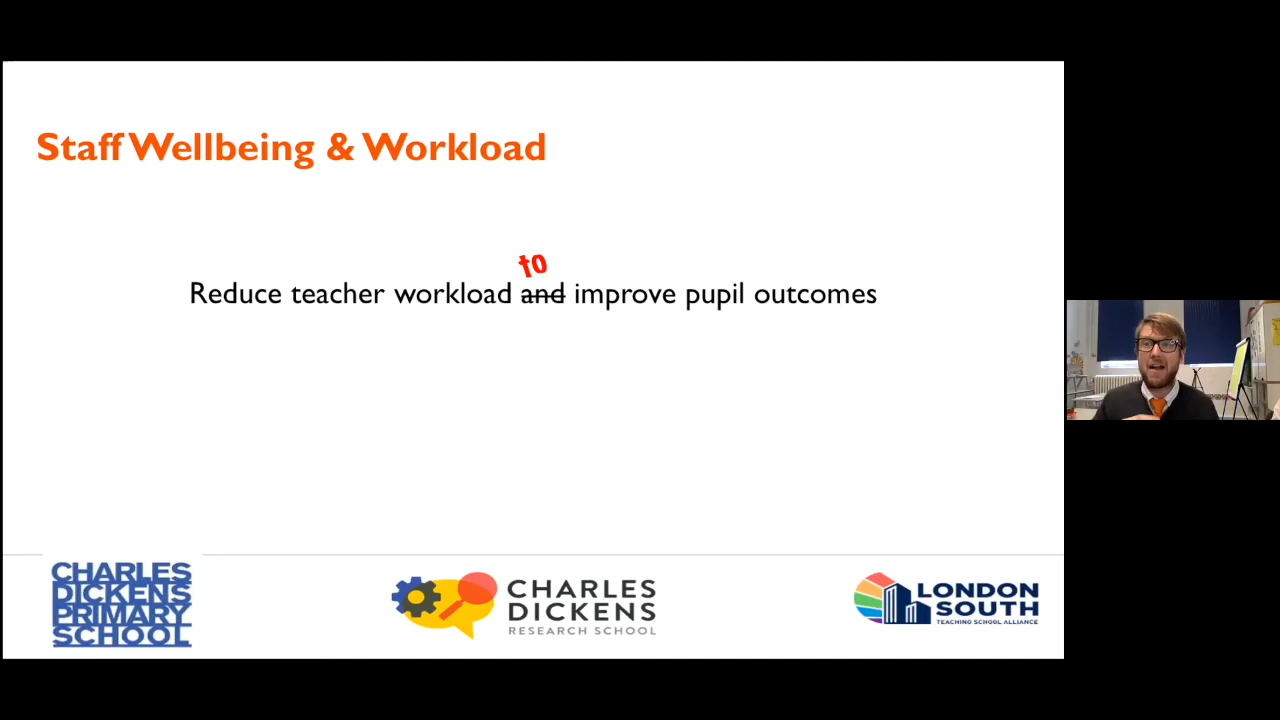 Staff Wellbeing & Workload
to
Reduce teacher workload and improve pupil outcomes
CHARLES
DICKENS
PRIMARY
SCHOOL
CHARLES
DICKENS
RESEARCH SCHOOL
LONDON
SOUTH
TEACHING SCHOOL ALLIANCE